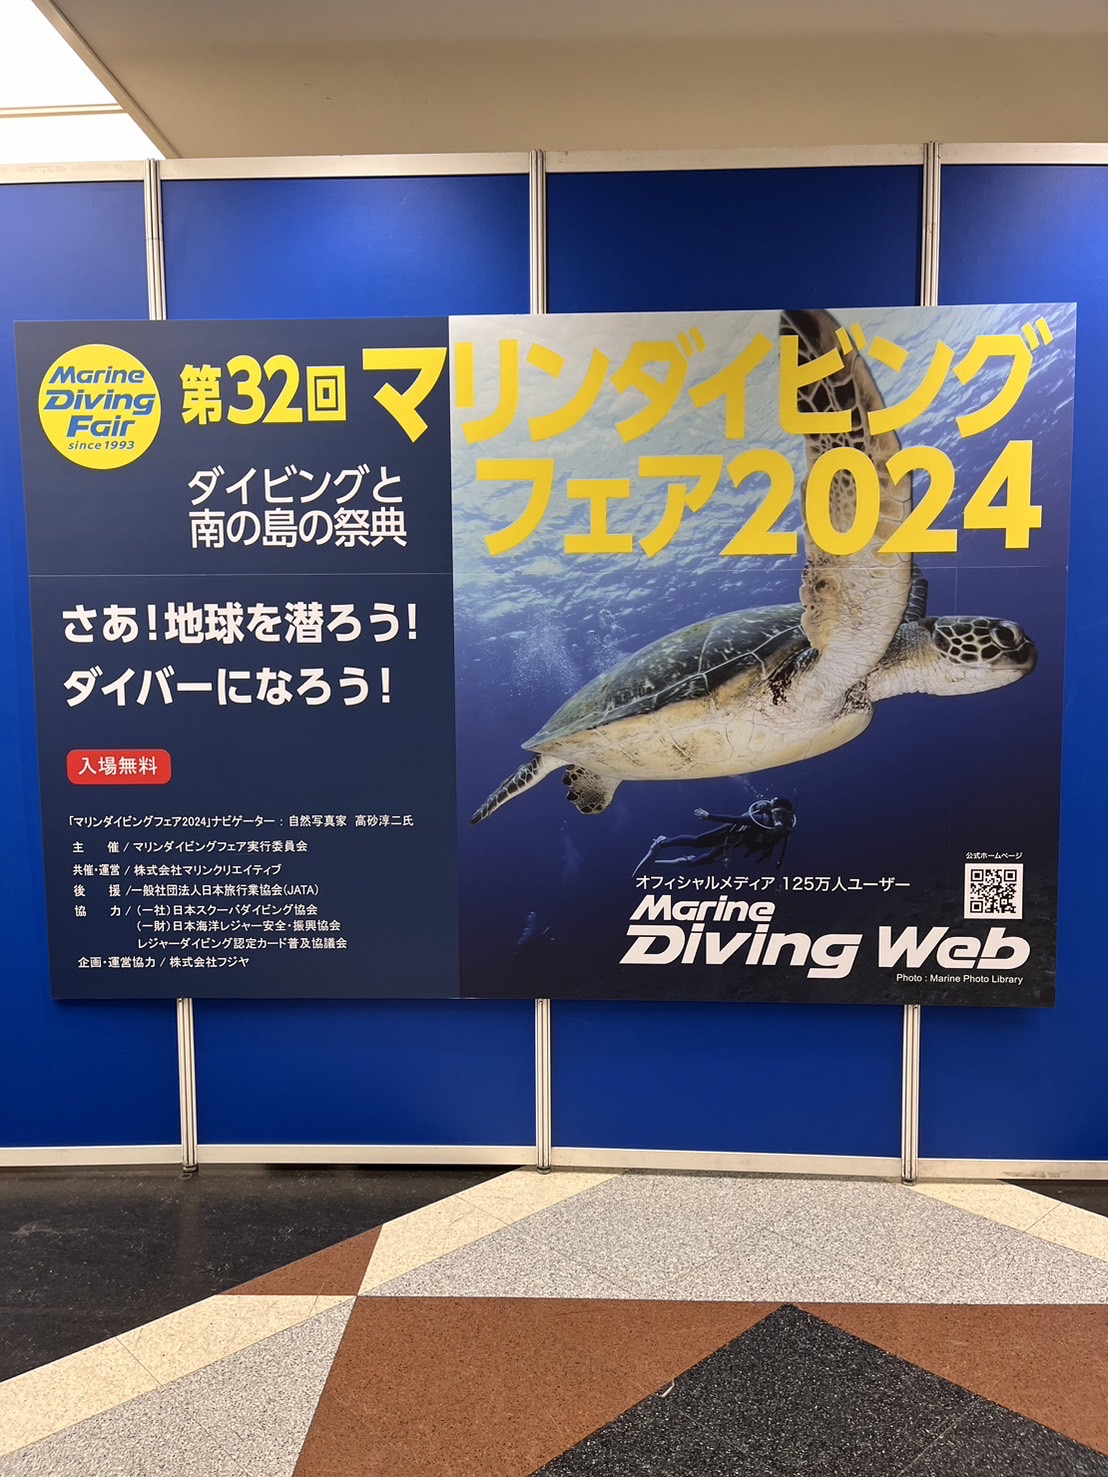 Marine
Diving
Fair
since 1993
第32回 マリンダイビング
フェア2024
ダイビングと
南の島の祭典
さあ！地球を潜ろう！
ダイバーになろう！
入場無料
「マリンダイビングフェア2024」ナビゲーター：自然写真家 高砂淳二氏
主 催 / マリンダイビングフェア実行委員会
共催・運営 / 株式会社マリンクリエイティブ
後 援 /一般社団法人日本旅行業協会(JATA)
協 力 / (一社)日本スクーバダイビング協会
(一財)日本海洋レジャー安全・振興協会
レジャーダイビング認定カード普及協議会
企画・運営協力 / 株式会社フジヤ
公式ホームページ
オフィシャルメディア 125万人ユーザー
Marine
Diving Web
Photo : Marine Photo Library